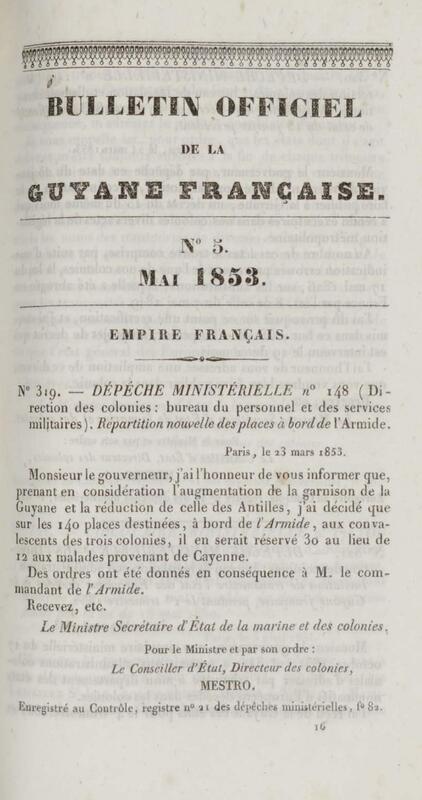 BULLETIN OFFICIEL
DE LA
GUYANE FRANÇAISE.
N° 5.
MAI 1853.
EMPIRE FRANÇAIS.
N° 319. — DÉPÊCHE MINISTÉRIELLE n° 148 (Di-
rection des colonies : bureau du personnel et des services
militaires). Répartition nouvelle des places à bord de l'Armide.
Paris, le 23 mars 1853.
Monsieur le gouverneur, j'ai l'honneur de vous informer que,
prenant en considération l'augmentation de la garnison de la
Guyane et la réduction de celle des Antilles, j'ai décidé que
sur les 140 places destinées, à bord de l'Armide, aux conva-
lescents des trois colonies, il en serait réservé 30 au lieu de
12 aux malades provenant de Cayenne.
Des ordres ont été donnés en conséquence à M. le com-
mandant de l'Armide.
Recevez, etc.
Le Ministre Secrétaire d'État de la marine et des colonies,
Pour le Ministre et par son ordre :
Le Conseiller d'État, Directeur des colonies,
MESTRO.
Enregistré au Contrôle, registre n° 21 des dépêches ministérielles, f° 82.
16